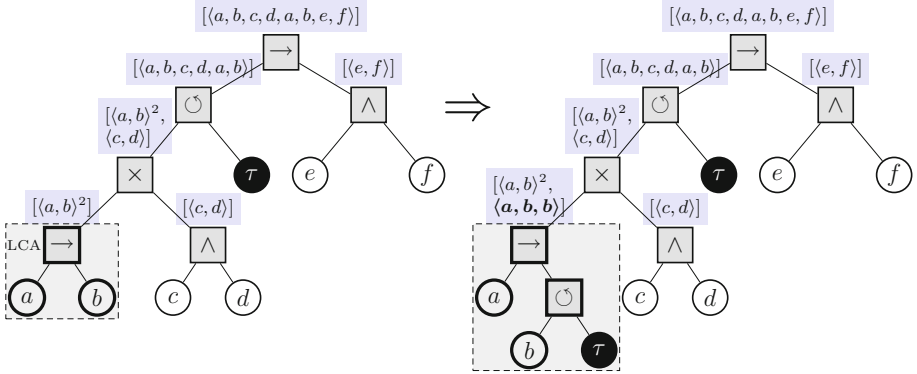 [⟨a, b, c, d, a, b, e, f⟩]
→
[⟨a, b, c, d, a, b⟩]
[⟨e, f⟩]
↺
∧
[⟨a, b⟩²,
⟨c, d⟩]
×
τ
e
f
[⟨a, b⟩²]
[⟨c, d⟩]
LCA
→
∧
a
b
c
d
⇒
[⟨a, b, c, d, a, b, e, f⟩]
→
[⟨a, b, c, d, a, b⟩]
[⟨e, f⟩]
↺
∧
[⟨a, b⟩²,
⟨c, d⟩]
×
τ
e
f
[⟨a, b⟩²,
⟨a, b, b⟩]
[⟨c, d⟩]
→
∧
a
↺
c
d
b
τ